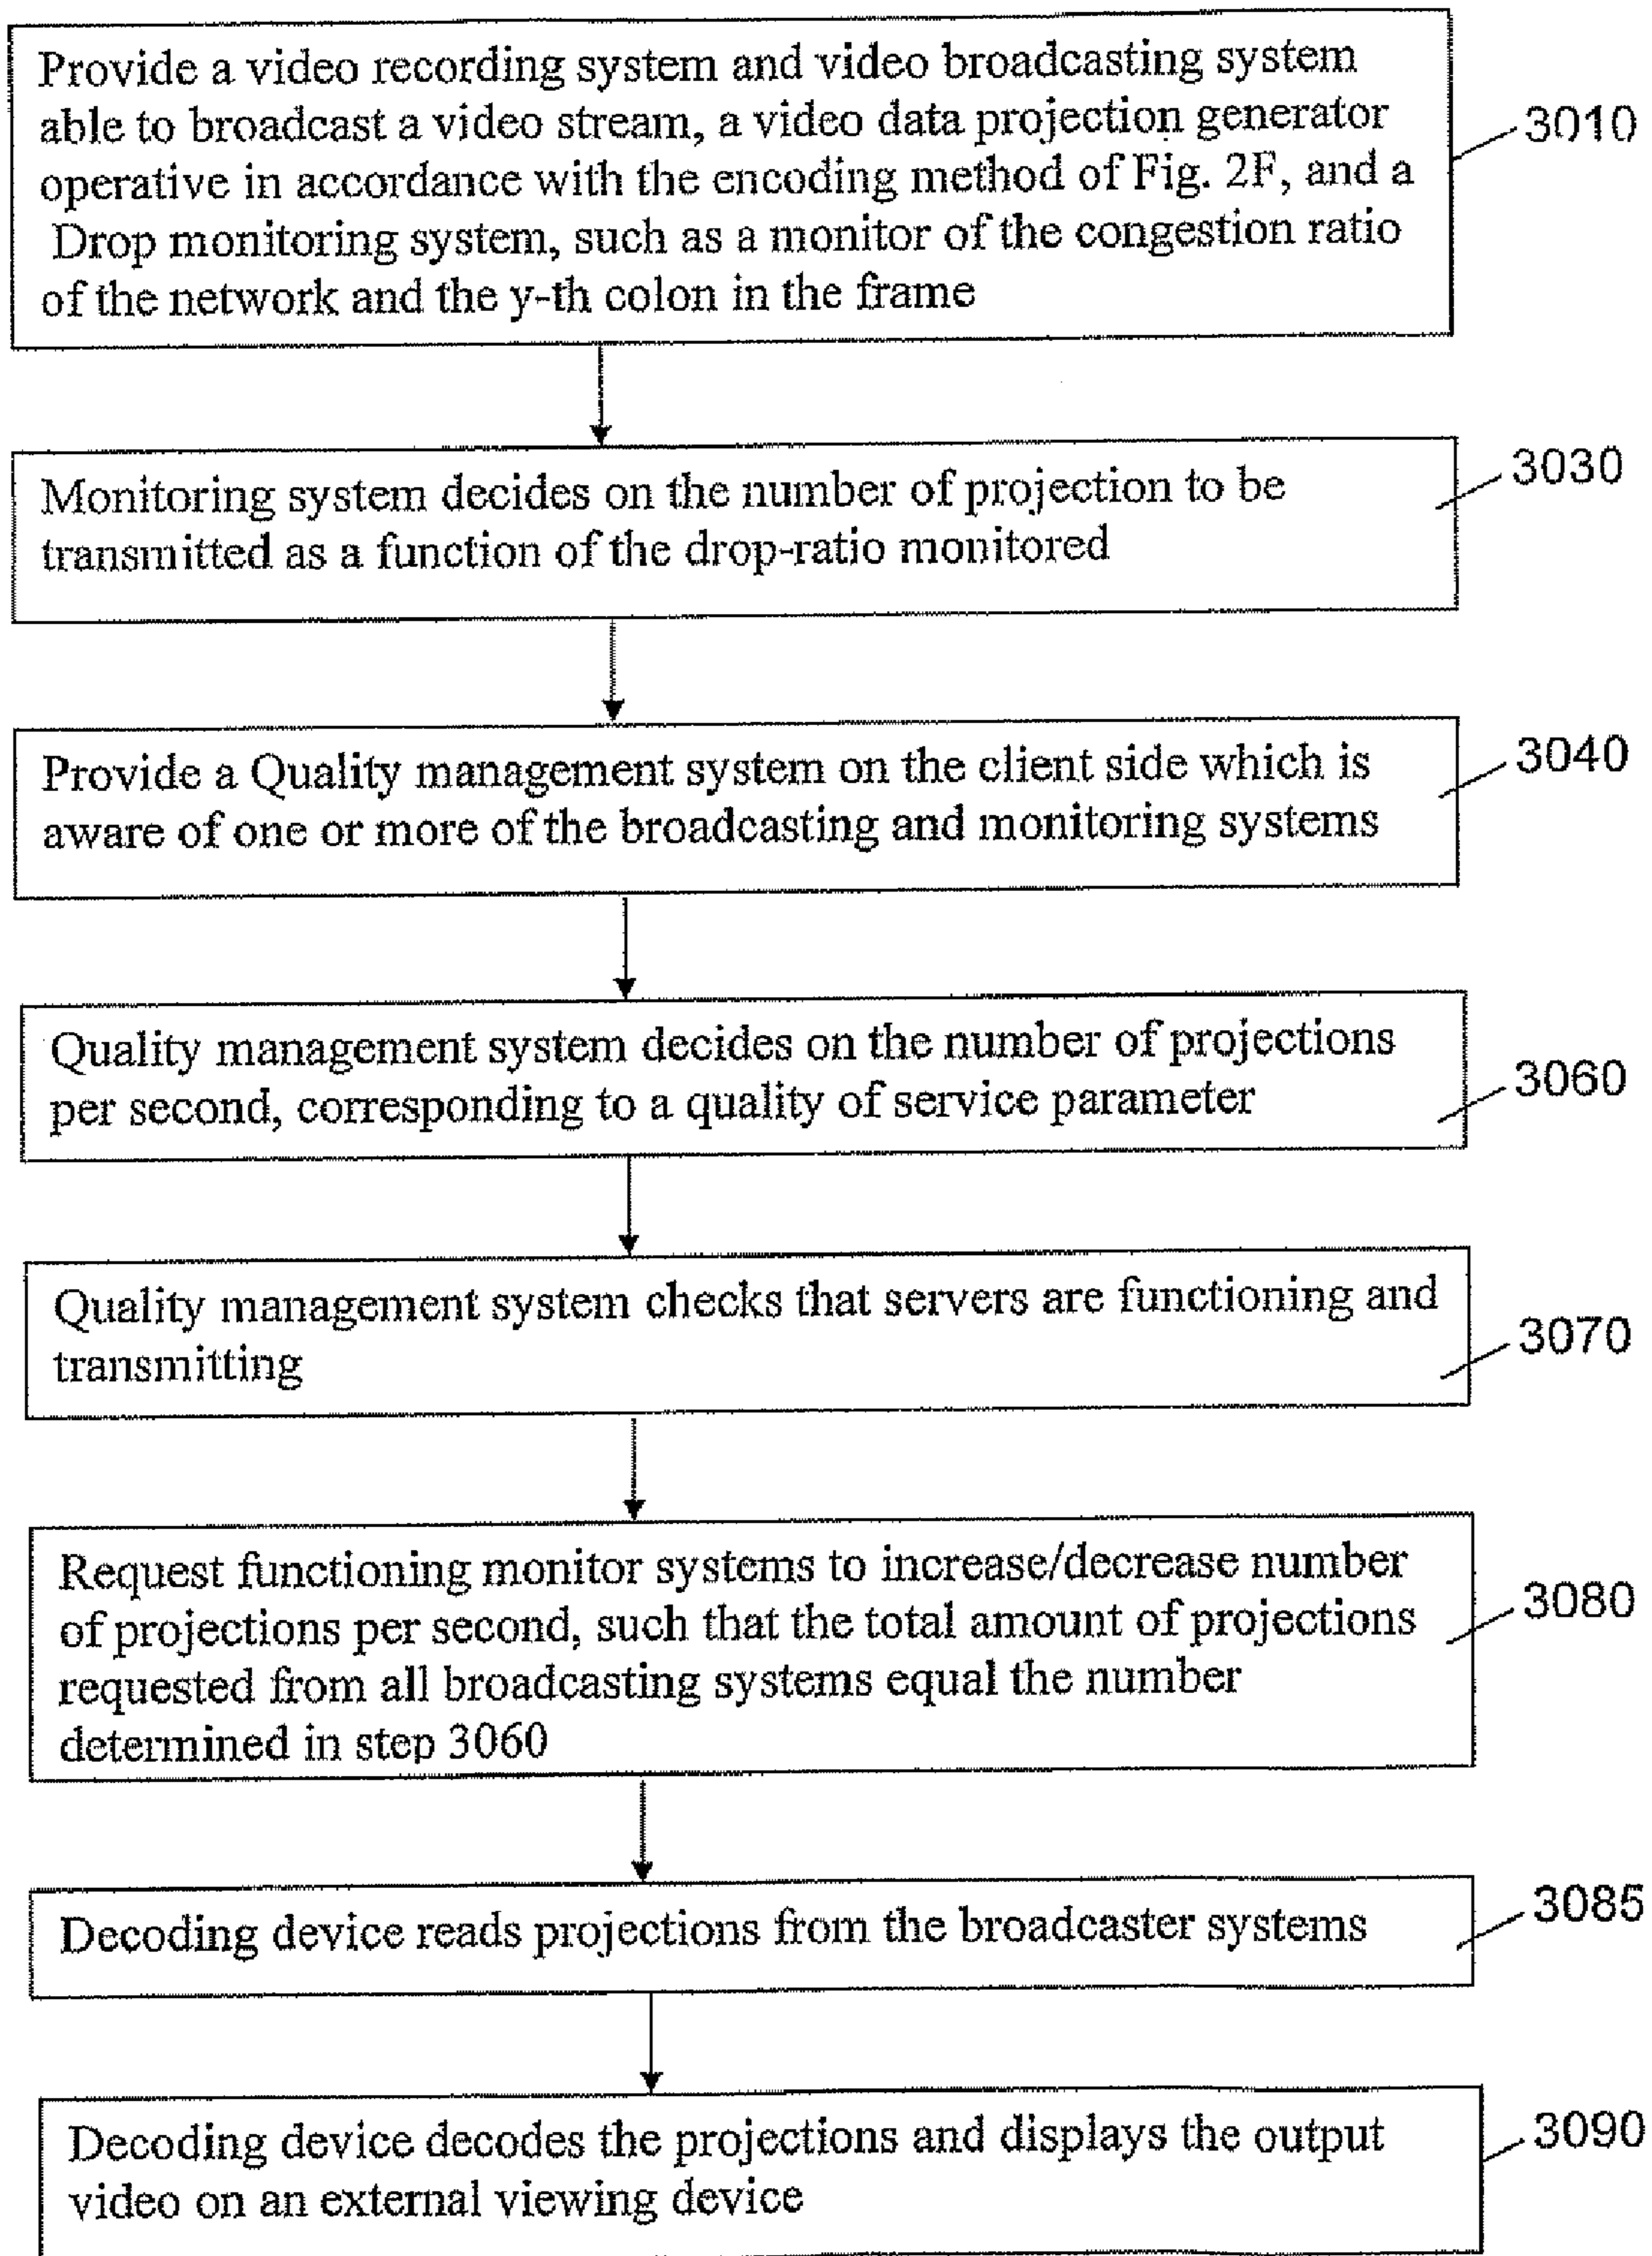 Provide a video recording system and video broadcasting system
able to broadcast a video stream, a video data projection generator
operative in accordance with the encoding method of Fig. 2F, and a
Drop monitoring system, such as a monitor of the congestion ratio
of the network and the y-th colon in the frame
3010
Monitoring system decides on the number of projection to be
transmitted as a function of the drop-ratio monitored
3030
Provide a Quality management system on the client side which is
aware of one or more of the broadcasting and monitoring systems
3040
Quality management system decides on the number of projections
per second, corresponding to a quality of service parameter
3060
Quality management system checks that servers are functioning and
transmitting
3070
Request functioning monitor systems to increase/decrease number
of projections per second, such that the total amount of projections
requested from all broadcasting systems equal the number
determined in step 3060
3080
Decoding device reads projections from the broadcaster systems
3085
Decoding device decodes the projections and displays the output
video on an external viewing device
3090